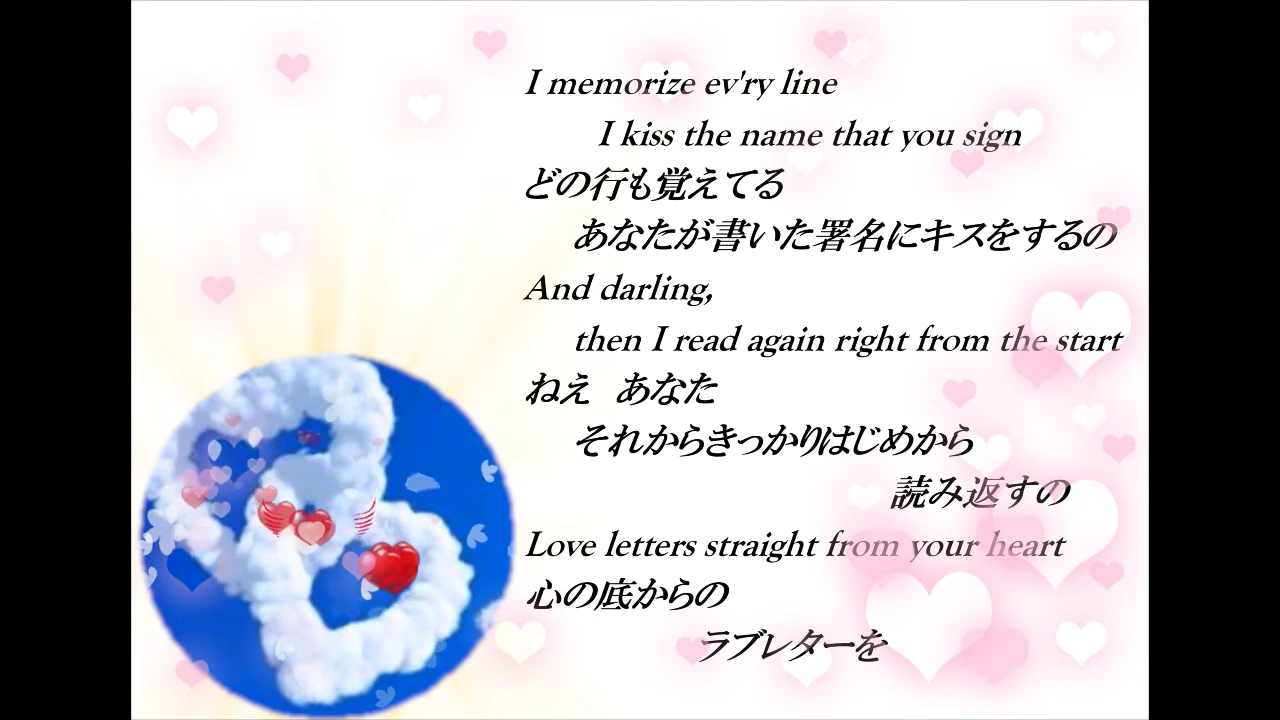 I memorize ev'ry line
I kiss the name that you sign
どの行も覚えてる
あなたが書いた署名にキスをするの
And darling,
then I read again right from the start
ねえ　あなた
それからきっかりはじめから
読み返すの
Love letters straight from your heart
心の底からの
ラブレターを